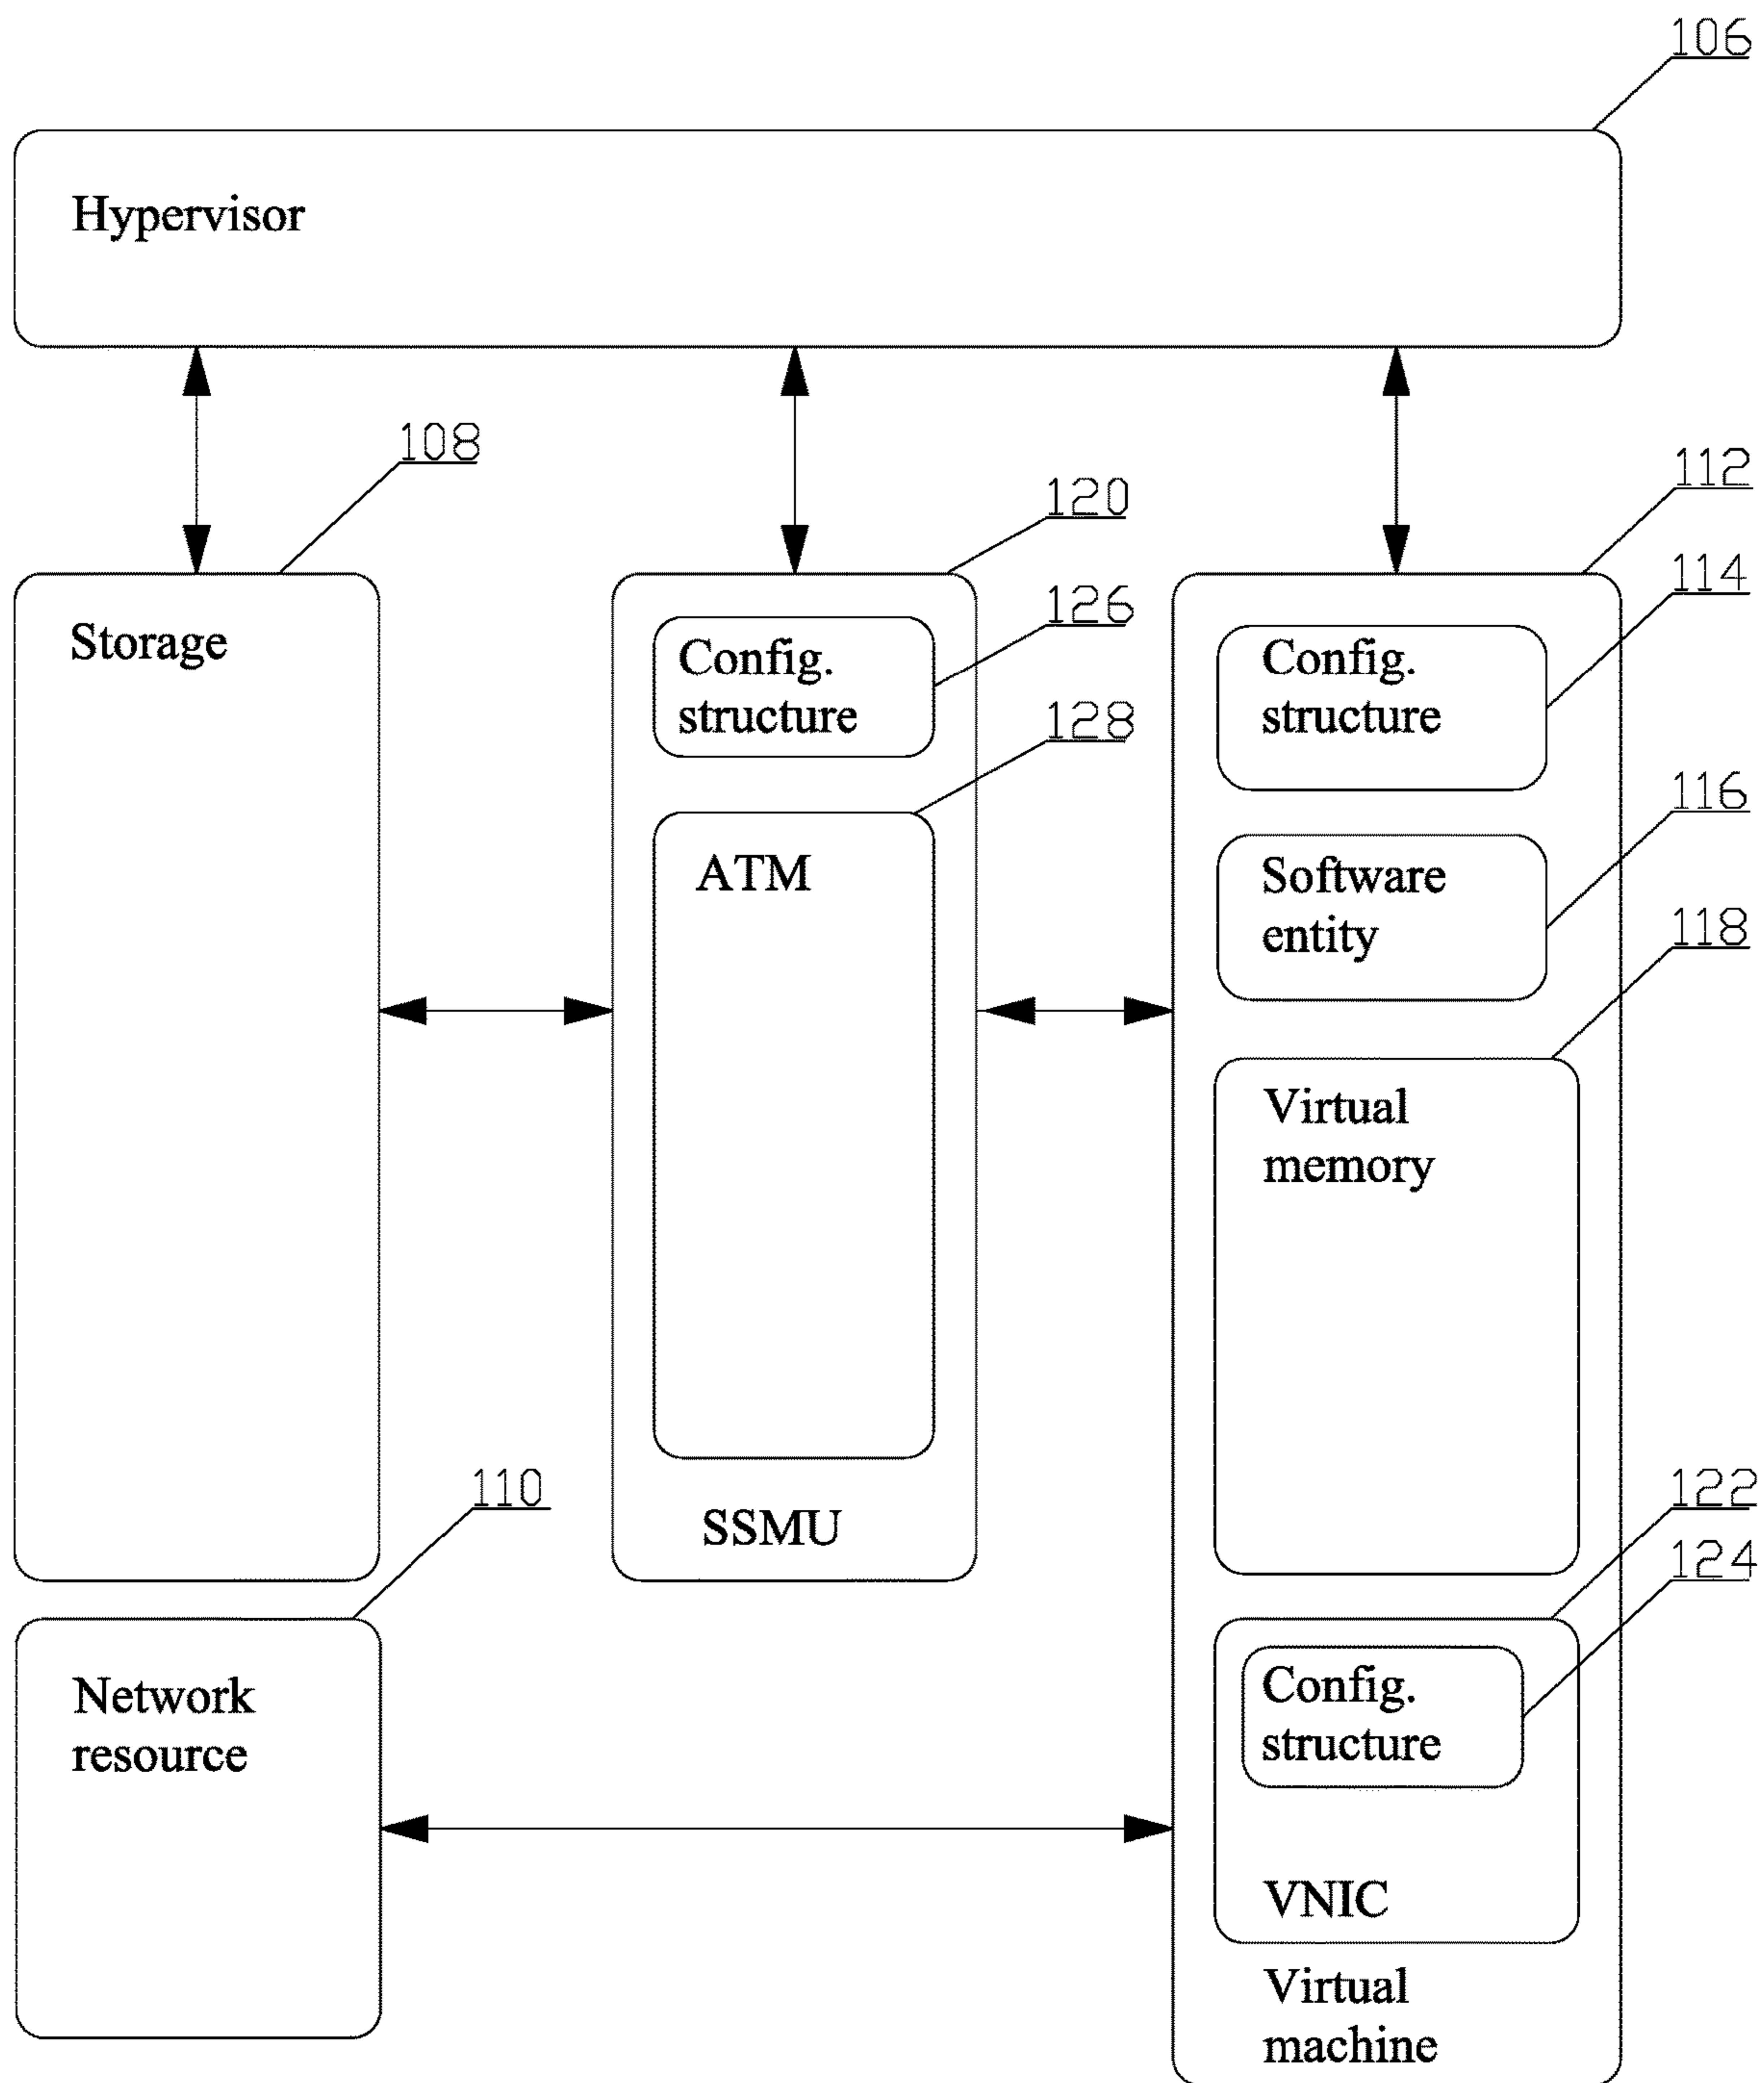 106
Hypervisor
108
120
112
Storage
126
Config.
structure
128
ATM
SSMU
114
Config.
structure
116
Software
entity
118
Virtual
memory
122
124
Config.
structure
VNIC
Virtual
machine
110
Network
resource